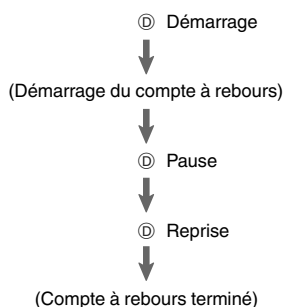 Ⓓ Démarrage
(Démarrage du compte à rebours)
Ⓓ Pause
Ⓓ Reprise
(Compte à rebours terminé)